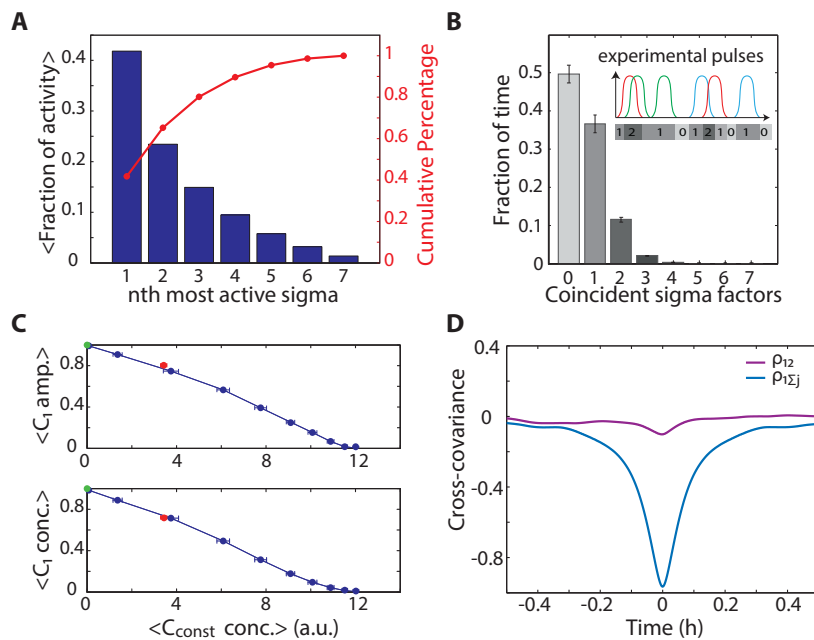 A
<Fraction of activity>
0.4
0.3
0.2
0.1
0
1
0.8
0.6
0.4
0.2
0
Cumulative Percentage
1 2 3 4 5 6 7
nth most active sigma
B
experimental pulses
1 2 1 0 1 2 1 0 1 0
Fraction of time
0.5
0.4
0.3
0.2
0.1
0
0 1 2 3 4 5 6 7
Coincident sigma factors
C
<C₁ amp.>
0.8
0.4
0
0 4 8 12
<C₁ conc.>
0.8
0.4
0
0 4 8 12
<Cconst conc.> (a.u.)
D
ρ₁₂
ρ₁Σj
Cross-covariance
0.4
0
-0.4
-0.8
-0.4 -0.2 0 0.2 0.4
Time (h)